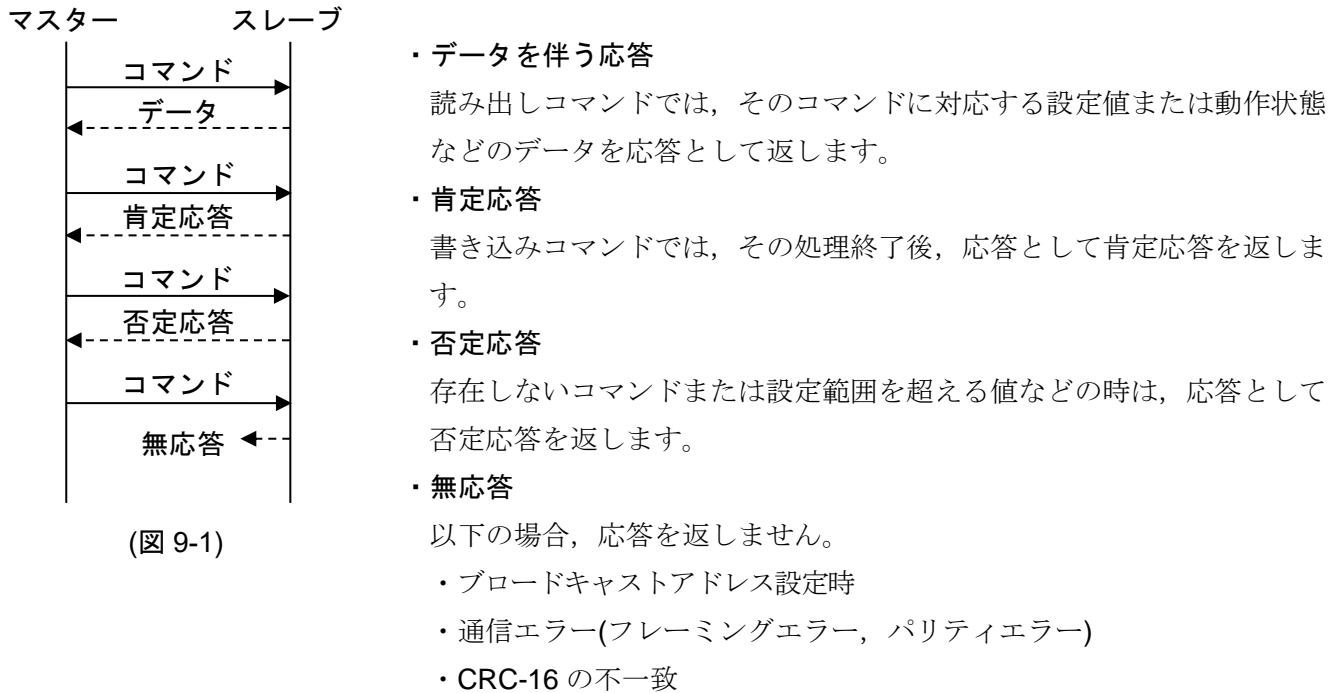 マスター スレーブ
コマンド
データ
コマンド
肯定応答
コマンド
否定応答
コマンド
無応答
(図 9-1)
・データを伴う応答
読み出しコマンドでは，そのコマンドに対応する設定値または動作状態
などのデータを応答として返します。
・肯定応答
書き込みコマンドでは，その処理終了後，応答として肯定応答を返しま
す。
・否定応答
存在しないコマンドまたは設定範囲を超える値などの時は，応答として
否定応答を返します。
・無応答
以下の場合，応答を返しません。
・ブロードキャストアドレス設定時
・通信エラー(フレーミングエラー，パリティエラー)
・CRC-16 の不一致